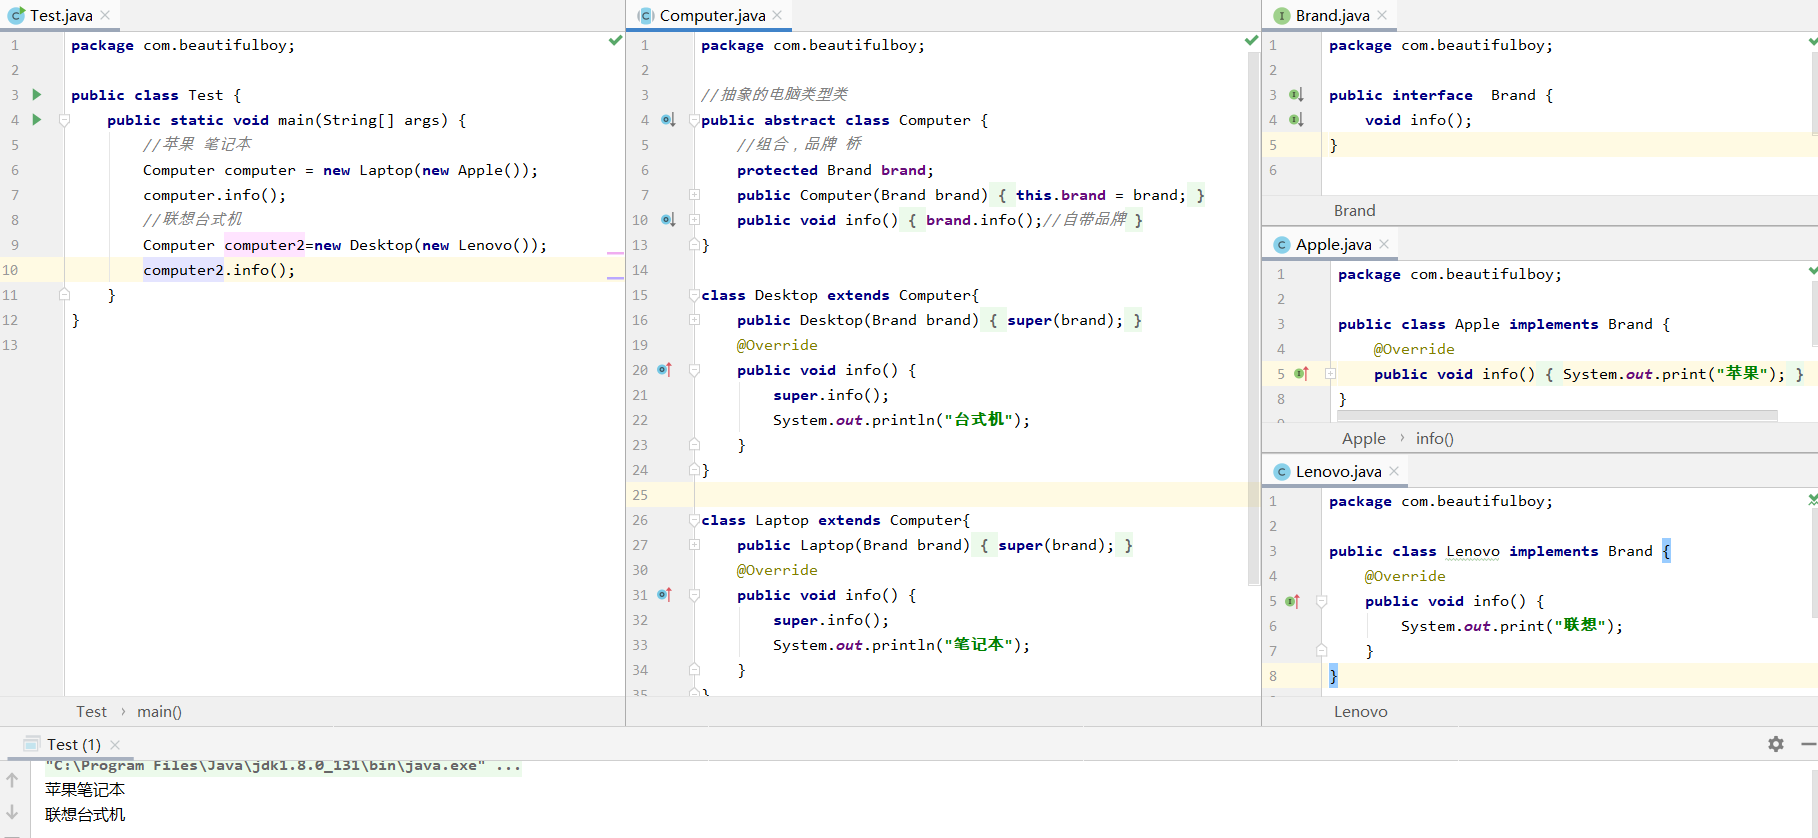 Test.java
1 package com.beautifulboy;
2
3 public class Test {
4 public static void main(String[] args) {
5 //苹果 笔记本
6 Computer computer = new Laptop(new Apple());
7 computer.info();
8 //联想台式机
9 Computer computer2=new Desktop(new Lenovo());
10 computer2.info();
11 }
12 }
13
Test › main()
Computer.java
1 package com.beautifulboy;
2
3 //抽象的电脑类型类
4 public abstract class Computer {
5 //组合，品牌 桥
6 protected Brand brand;
7 public Computer(Brand brand) { this.brand = brand; }
10 public void info() { brand.info();//自带品牌 }
13 }
14
15 class Desktop extends Computer{
16 public Desktop(Brand brand) { super(brand); }
19 @Override
20 public void info() {
21 super.info();
22 System.out.println("台式机");
23 }
24 }
25
26 class Laptop extends Computer{
27 public Laptop(Brand brand) { super(brand); }
30 @Override
31 public void info() {
32 super.info();
33 System.out.println("笔记本");
34 }
35 }
Brand.java
1 package com.beautifulboy;
2
3 public interface Brand {
4 void info();
5 }
6
Brand
Apple.java
1 package com.beautifulboy;
2
3 public class Apple implements Brand {
4 @Override
5 public void info() { System.out.print("苹果"); }
8 }
Apple › info()
Lenovo.java
1 package com.beautifulboy;
2
3 public class Lenovo implements Brand {
4 @Override
5 public void info() {
6 System.out.print("联想");
7 }
8 }
Lenovo
Test (1)
"C:\Program Files\Java\jdk1.8.0_131\bin\java.exe" ...
苹果笔记本
联想台式机